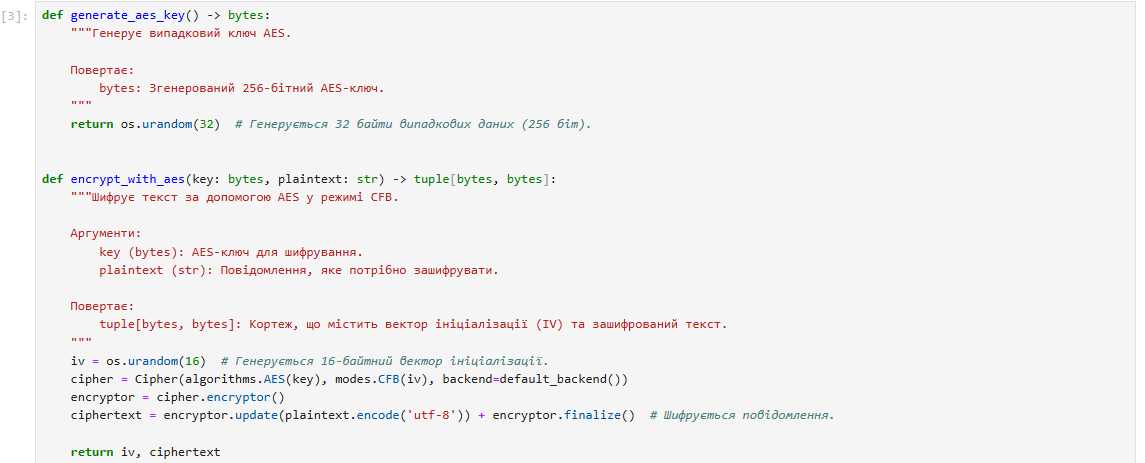 [3]: def generate_aes_key() -> bytes:
    """Генерує випадковий ключ AES.

    Повертає:
        bytes: Згенерований 256-бітний AES-ключ.
    """
    return os.urandom(32)  # Генерується 32 байти випадкових даних (256 біт).


def encrypt_with_aes(key: bytes, plaintext: str) -> tuple[bytes, bytes]:
    """Шифрує текст за допомогою AES у режимі CFB.

    Аргументи:
        key (bytes): AES-ключ для шифрування.
        plaintext (str): Повідомлення, яке потрібно зашифрувати.

    Повертає:
        tuple[bytes, bytes]: Кортеж, що містить вектор ініціалізації (IV) та зашифрований текст.
    """
    iv = os.urandom(16)  # Генерується 16-байтний вектор ініціалізації.
    cipher = Cipher(algorithms.AES(key), modes.CFB(iv), backend=default_backend())
    encryptor = cipher.encryptor()
    ciphertext = encryptor.update(plaintext.encode('utf-8')) + encryptor.finalize()  # Шифрується повідомлення.

    return iv, ciphertext